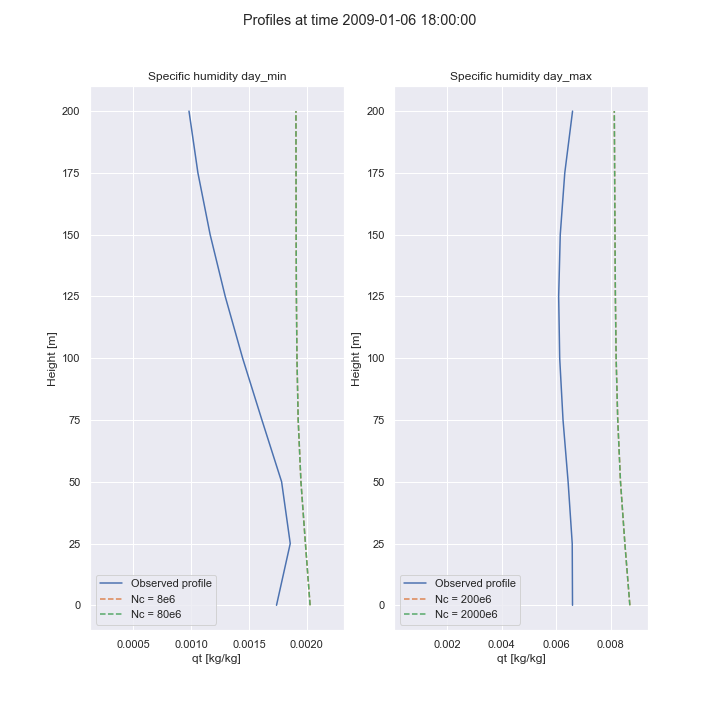 Profiles at time 2009-01-06 18:00:00
Specific humidity day_min
200
175
150
125
100
75
50
25
0
Height [m]
Observed profile
Nc = 8e6
Nc = 80e6
0.0005 0.0010 0.0015 0.0020
qt [kg/kg]
Specific humidity day_max
200
175
150
125
100
75
50
25
0
Height [m]
Observed profile
Nc = 200e6
Nc = 2000e6
0.002 0.004 0.006 0.008
qt [kg/kg]